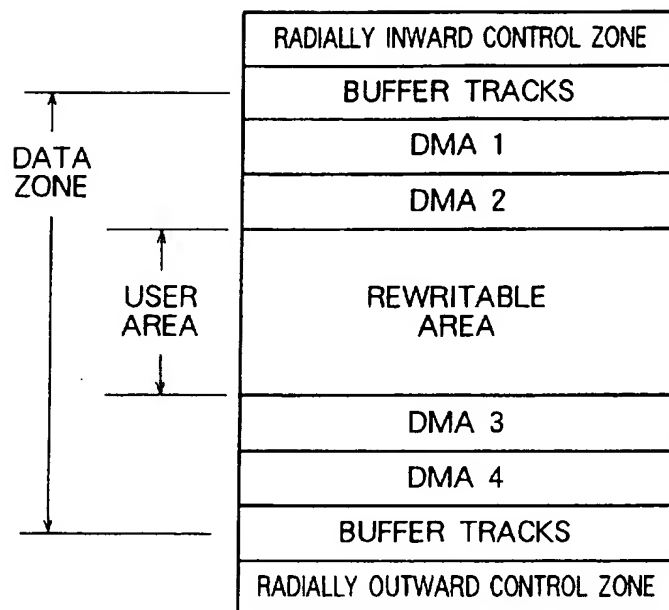 RADIALLY INWARD CONTROL ZONE
BUFFER TRACKS
DMA 1
DATA
ZONE
DMA 2
USER
AREA
REWRITABLE
AREA
DMA 3
DMA 4
BUFFER TRACKS
RADIALLY OUTWARD CONTROL ZONE